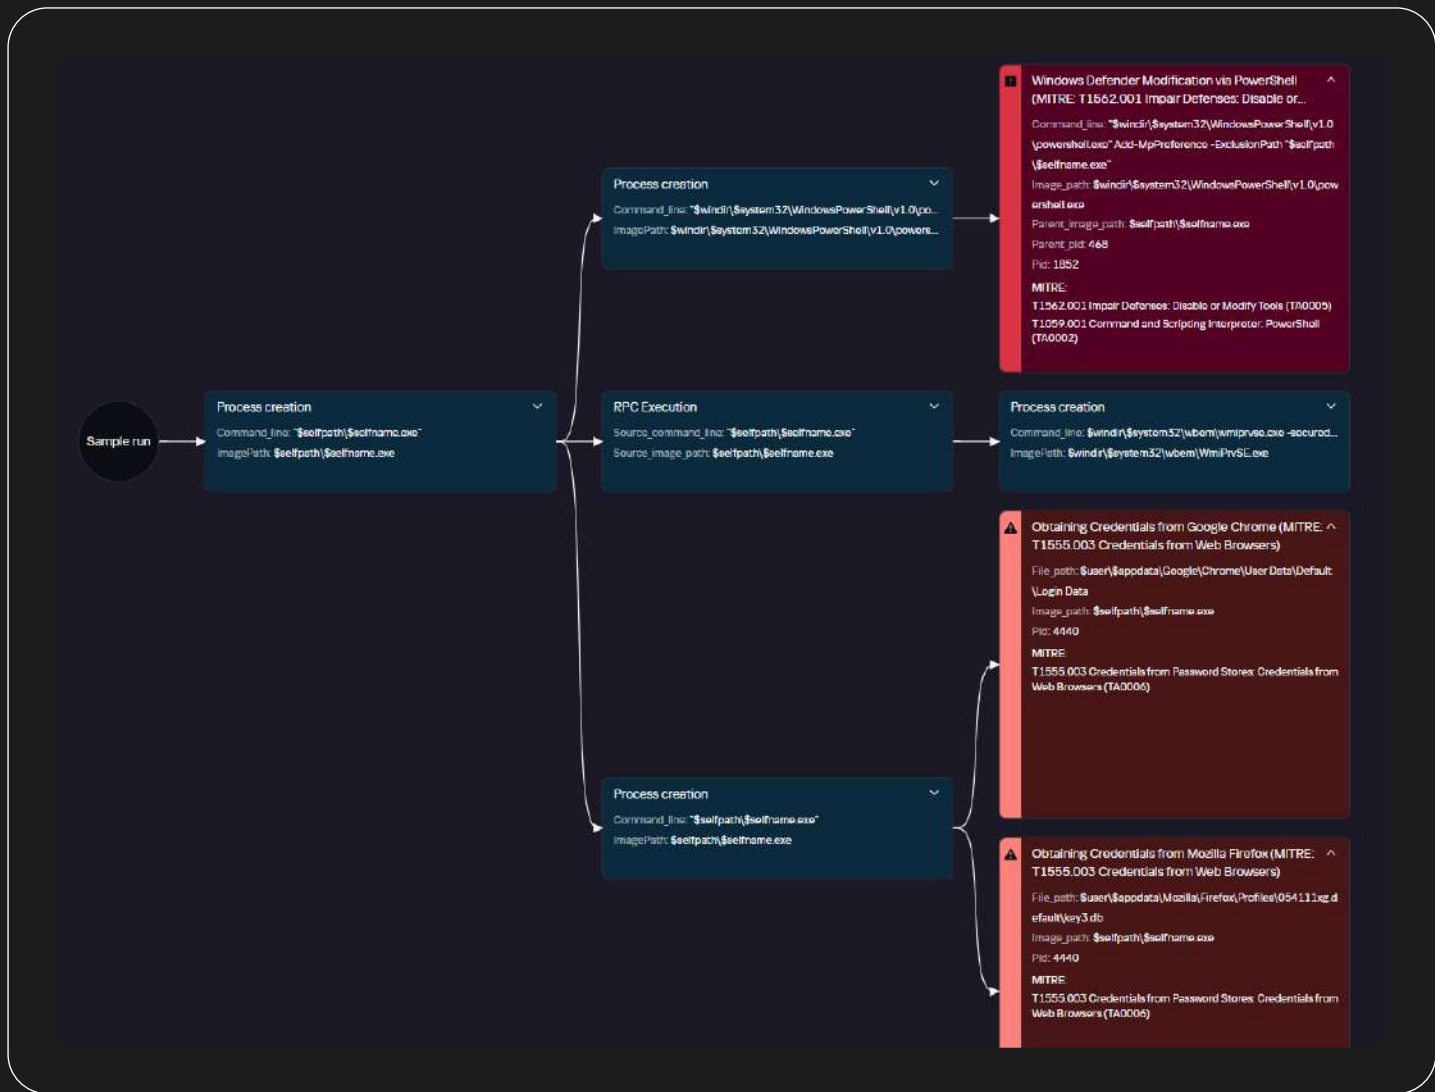 Sample run
Process creation
Command_line: "$selfpath\$selfname.exe"
ImagePath: $selfpath\$selfname.exe
Process creation
Command_line: "$windir\$system32\WindowsPowerShell\v1.0\po...
ImagePath: $windir\$system32\WindowsPowerShell\v1.0\powers...
Windows Defender Modification via PowerShell
(MITRE: T1562.001 Impair Defenses: Disable or...
Command_line: "$windir\$system32\WindowsPowerShell\v1.0
\powershell.exe" Add-MpPreference -ExclusionPath "$selfpath
\$selfname.exe"
Image_path: $windir\$system32\WindowsPowerShell\v1.0\pow
ershell.exe
Parent_image_path: $selfpath\$selfname.exe
Parent_pid: 468
Pid: 1852
MITRE:
T1562.001 Impair Defenses: Disable or Modify Tools (TA0005)
T1059.001 Command and Scripting Interpreter: PowerShell
(TA0002)
RPC Execution
Source_command_line: "$selfpath\$selfname.exe"
Source_image_path: $selfpath\$selfname.exe
Process creation
Command_line: $windir\$system32\wbem\wmiprvse.exe -secured...
ImagePath: $windir\$system32\wbem\WmiPrvSE.exe
Process creation
Command_line: "$selfpath\$selfname.exe"
ImagePath: $selfpath\$selfname.exe
Obtaining Credentials from Google Chrome (MITRE:
T1555.003 Credentials from Web Browsers)
File_path: $user\$appdata\Google\Chrome\User Data\Default
\Login Data
Image_path: $selfpath\$selfname.exe
Pid: 4440
MITRE:
T1555.003 Credentials from Password Stores: Credentials from
Web Browsers (TA0006)
Obtaining Credentials from Mozilla Firefox (MITRE:
T1555.003 Credentials from Web Browsers)
File_path: $user\$appdata\Mozilla\Firefox\Profiles\054111xg.d
efault\key3.db
Image_path: $selfpath\$selfname.exe
Pid: 4440
MITRE:
T1555.003 Credentials from Password Stores: Credentials from
Web Browsers (TA0006)